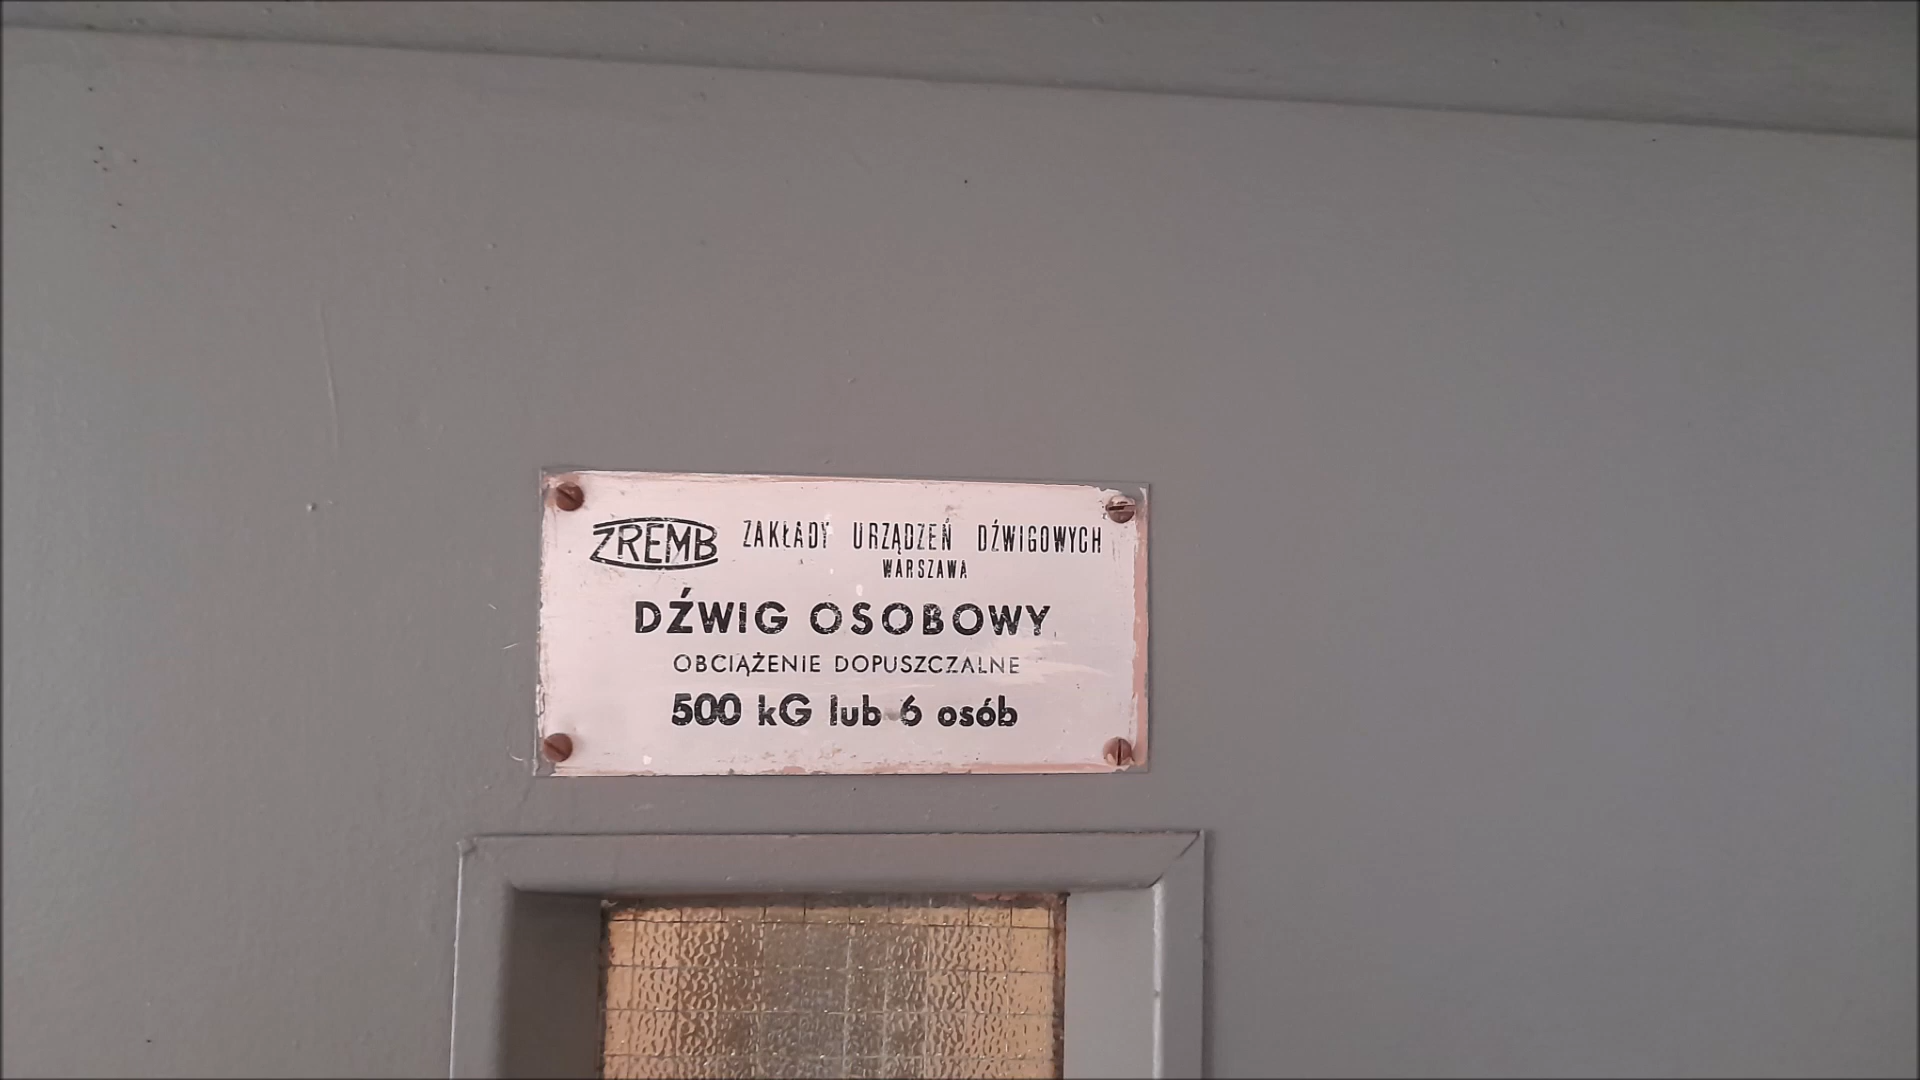 ZREMB ZAKŁADY URZĄDZEŃ DŹWIGOWYCH
WARSZAWA
DŹWIG OSOBOWY
OBCIĄŻENIE DOPUSZCZALNE
500 kG lub 6 osób